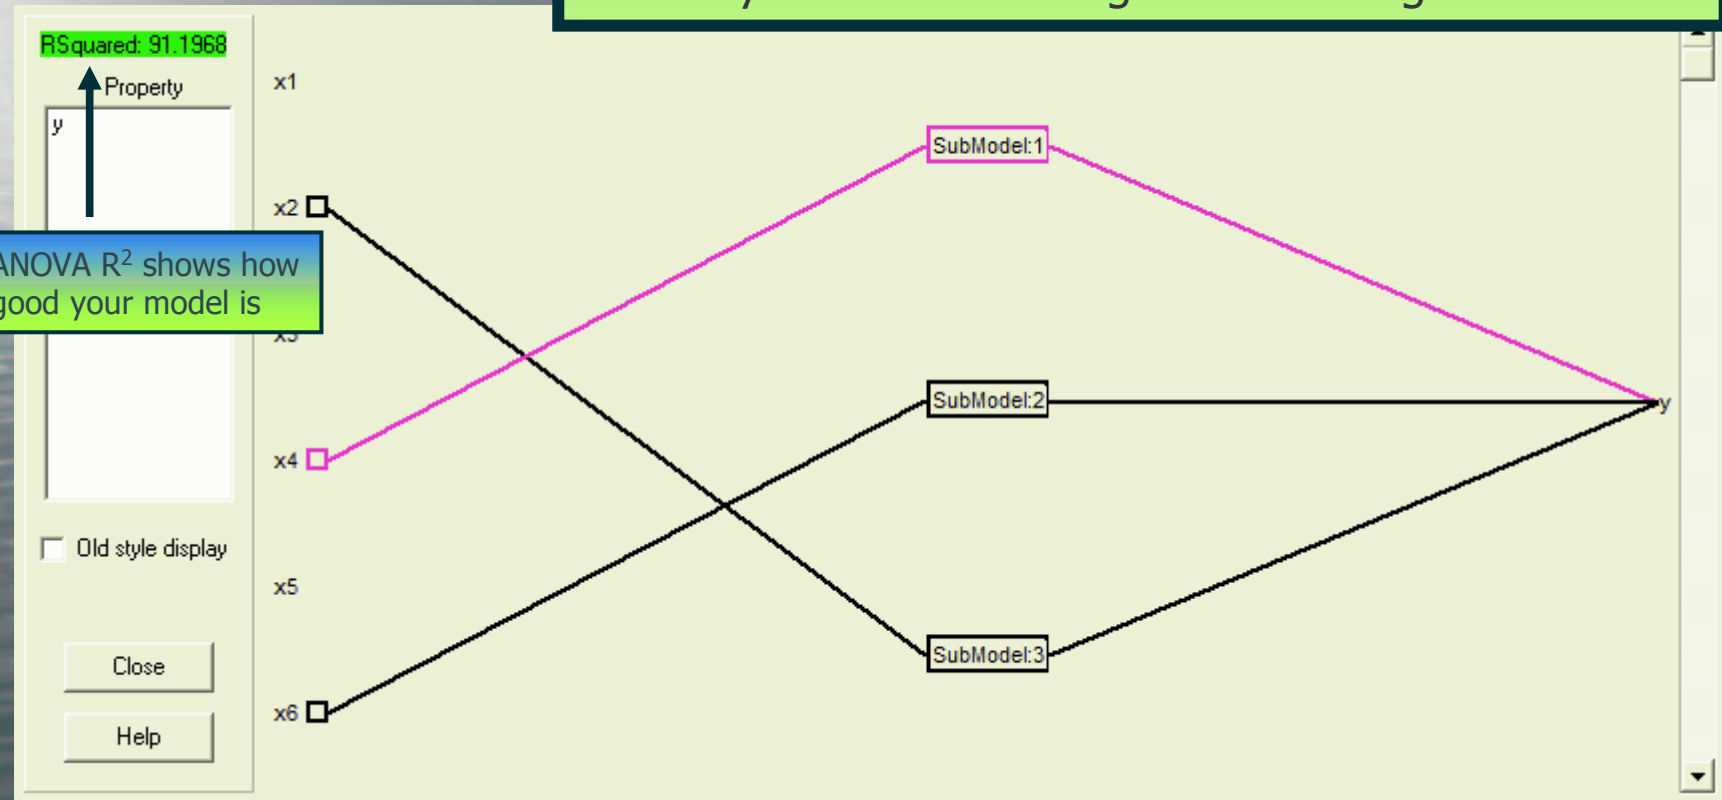 RSquared: 91.1968
Property
y
ANOVA R² shows how
good your model is
Old style display
Close
Help
x1
x2
x4
x5
x6
SubModel:1
SubModel:2
SubModel:3
y